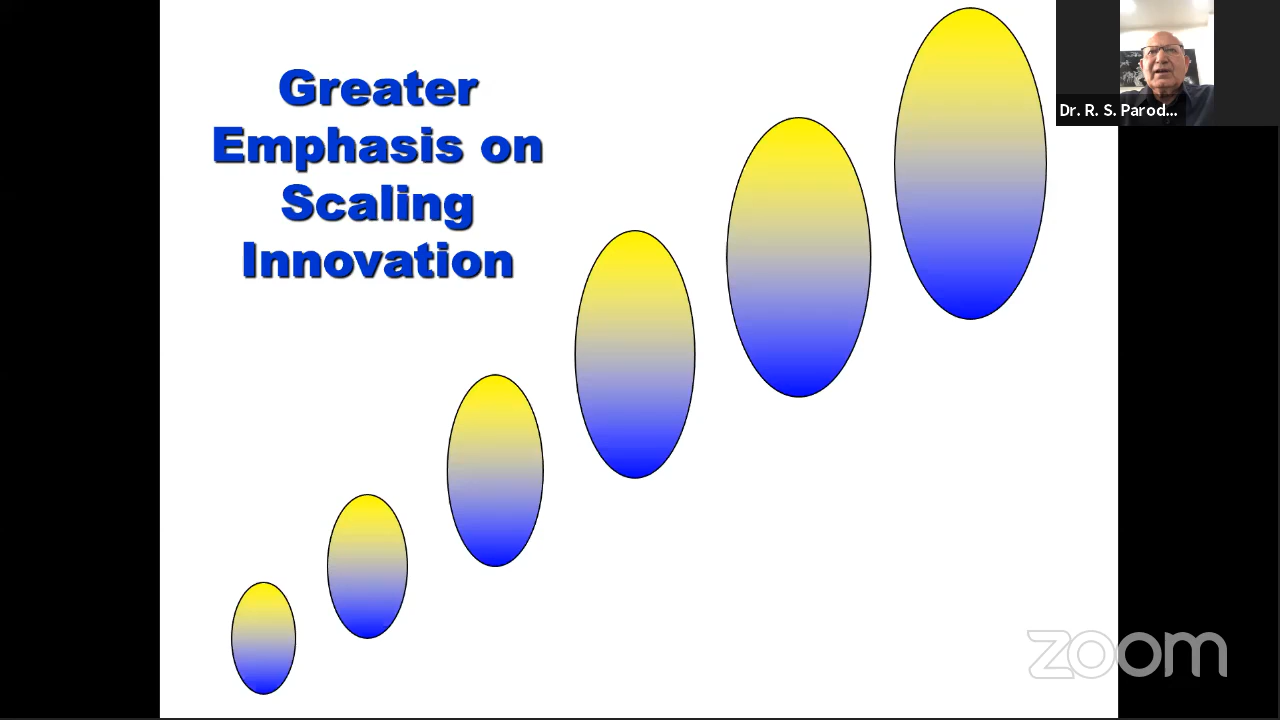 Greater
Emphasis on
Scaling
Innovation
Dr. R. S. Parod...
zoom